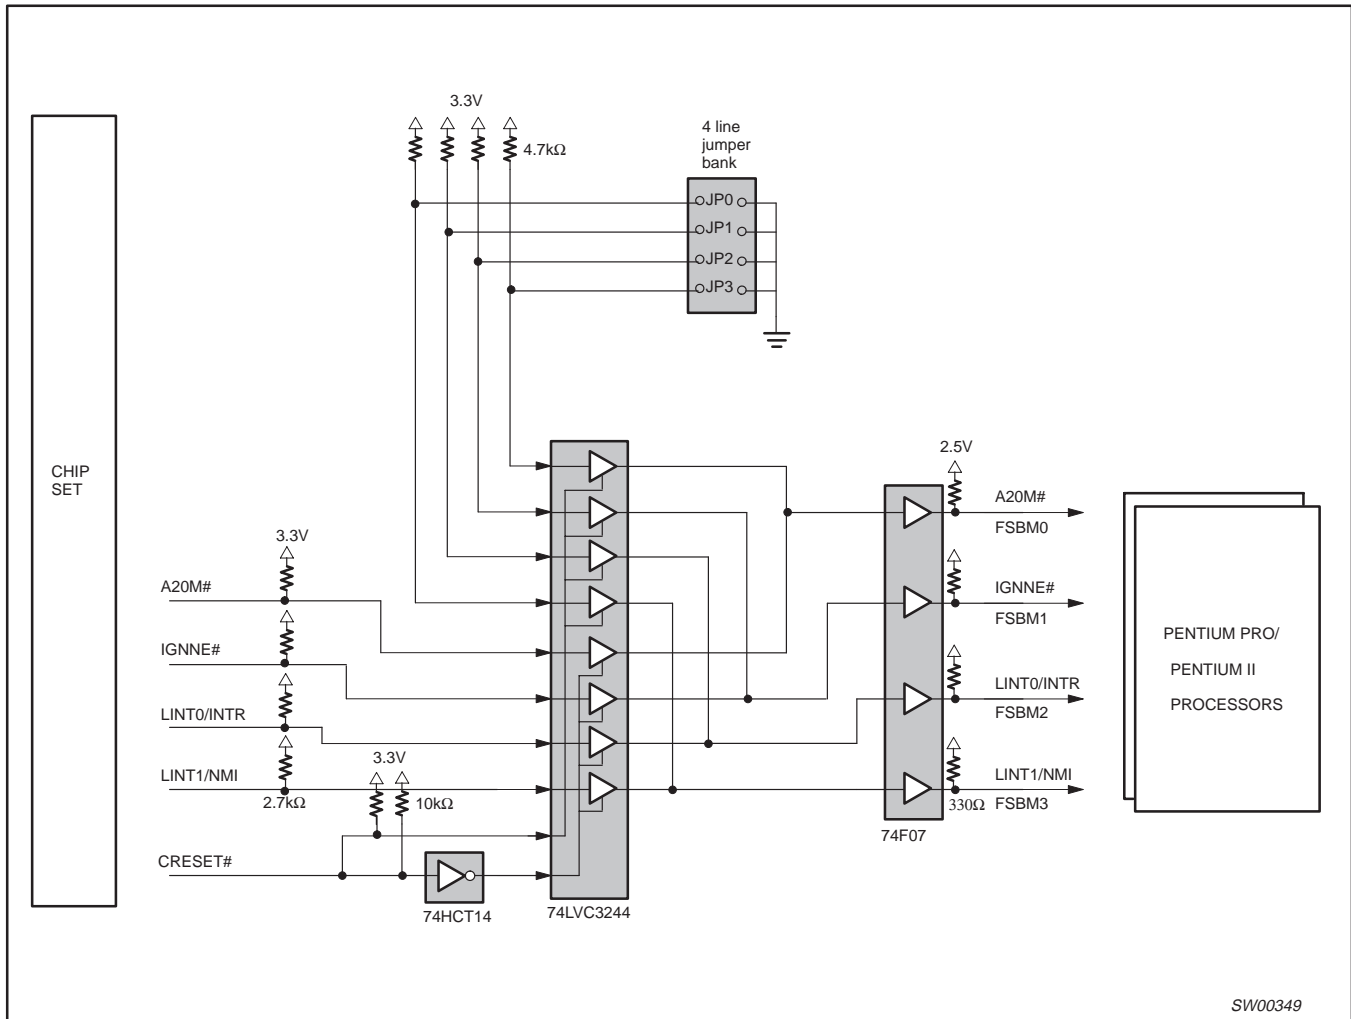 3.3V
4.7kΩ
4 line
jumper
bank
JP0
JP1
JP2
JP3
CHIP
SET
3.3V
A20M#
IGNNE#
LINT0/INTR
LINT1/NMI
2.7kΩ
3.3V
10kΩ
CRESET#
74HCT14
74LVC3244
2.5V
A20M#
FSBM0
IGNNE#
FSBM1
LINT0/INTR
FSBM2
LINT1/NMI
330Ω
FSBM3
74F07
PENTIUM PRO/
PENTIUM II
PROCESSORS
SW00349